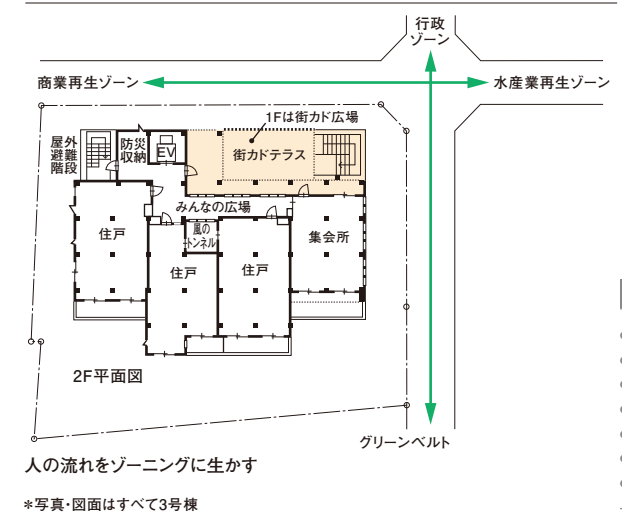 行政
ゾーン
商業再生ゾーン
水産業再生ゾーン
1Fは街カド広場
屋外
避難
階段
防災
収納
EV
街カドテラス
みんなの広場
住戸
風の
トンネル
集会所
住戸
住戸
2F平面図
グリーンベルト
人の流れをゾーニングに生かす
*写真・図面はすべて3号棟